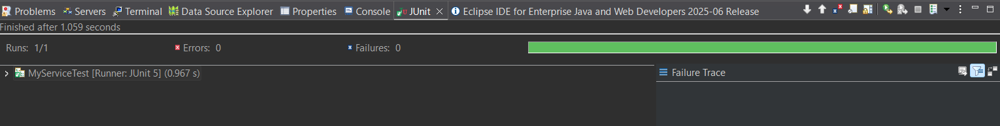 Problems Servers Terminal Data Source Explorer Properties Console JUnit Eclipse IDE for Enterprise Java and Web Developers 2025-06 Release
Finished after 1.059 seconds
Runs: 1/1 Errors: 0 Failures: 0
MyServiceTest [Runner: JUnit 5] (0.967 s)
Failure Trace